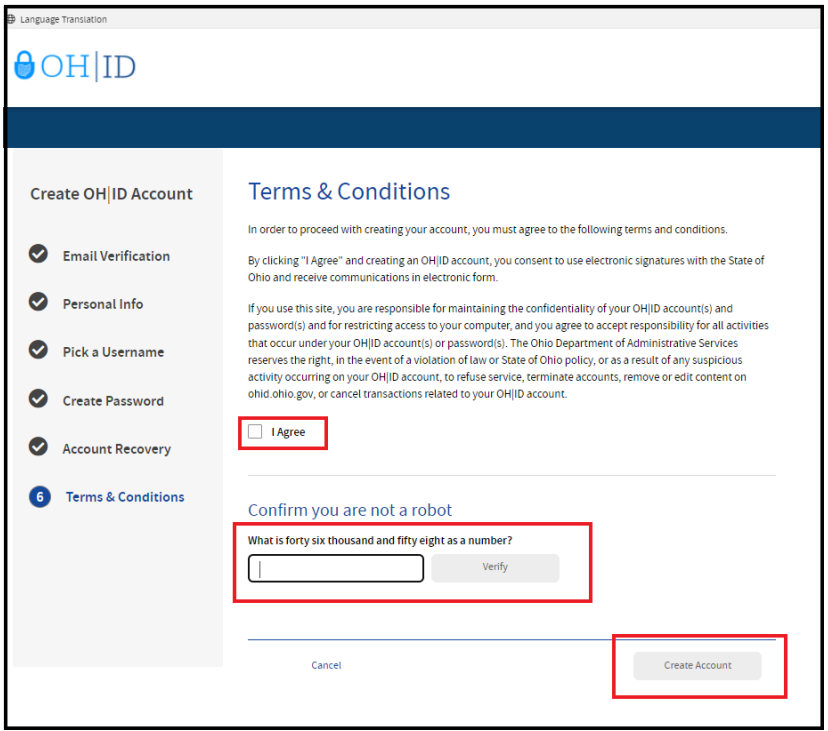 Language Translation
OH|ID
Create OH|ID Account
Email Verification
Personal Info
Pick a Username
Create Password
Account Recovery
6 Terms & Conditions
Terms & Conditions
In order to proceed with creating your account, you must agree to the following terms and conditions.
By clicking "I Agree" and creating an OH|ID account, you consent to use electronic signatures with the State of
Ohio and receive communications in electronic form.
If you use this site, you are responsible for maintaining the confidentiality of your OH|ID account(s) and
password(s) and for restricting access to your computer, and you agree to accept responsibility for all activities
that occur under your OH|ID account(s) or password(s). The Ohio Department of Administrative Services
reserves the right, in the event of a violation of law or State of Ohio policy, or as a result of any suspicious
activity occurring on your OH|ID account, to refuse service, terminate accounts, remove or edit content on
ohid.ohio.gov, or cancel transactions related to your OH|ID account.
I Agree
Confirm you are not a robot
What is forty six thousand and fifty eight as a number?
Verify
Cancel
Create Account